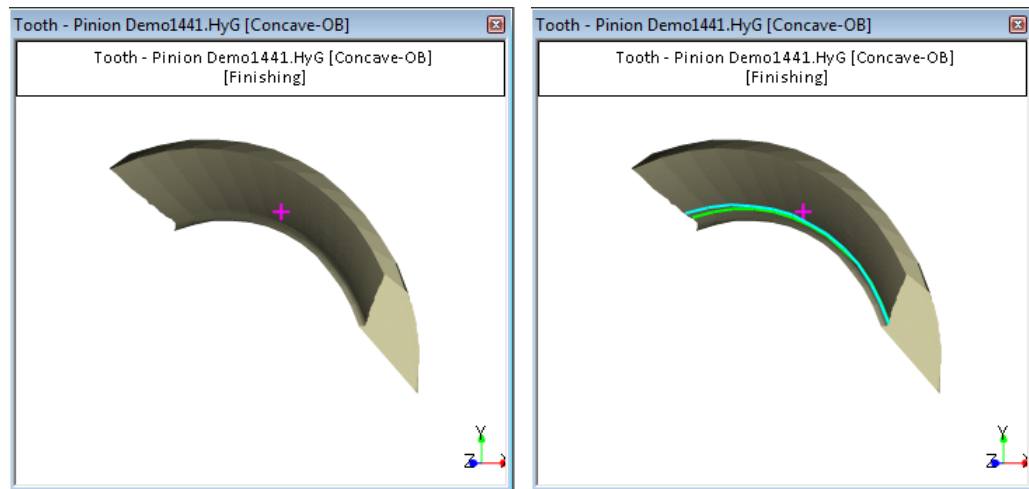 Tooth - Pinion Demo1441.HyG [Concave-OB]
Tooth - Pinion Demo1441.HyG [Concave-OB]
[Finishing]
Y
Z
X
Tooth - Pinion Demo1441.HyG [Concave-OB]
Tooth - Pinion Demo1441.HyG [Concave-OB]
[Finishing]
Y
Z
X